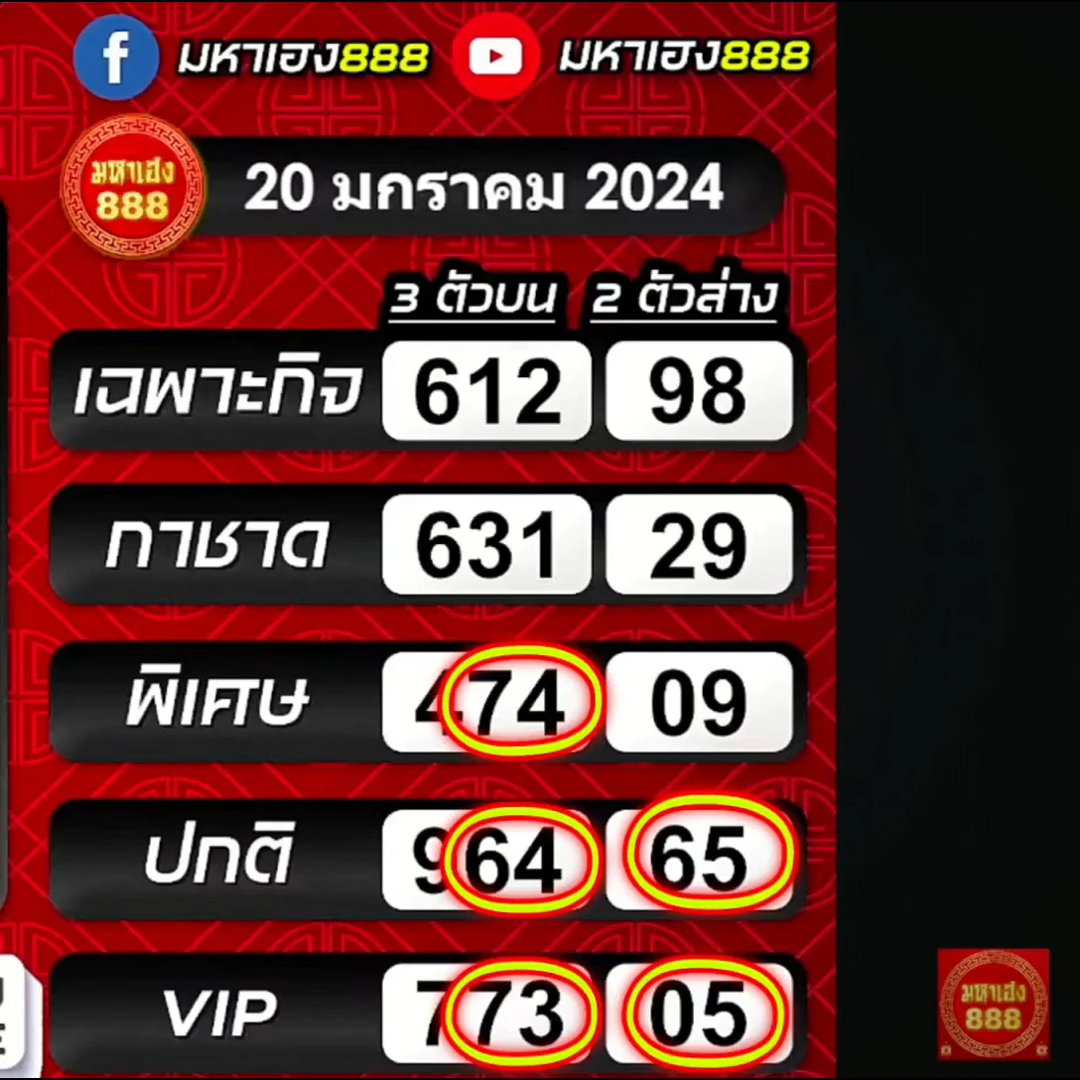 มหาเฮง888 มหาเฮง888
มหาเฮง
888
20 มกราคม 2024
3 ตัวบน 2 ตัวล่าง
เฉพาะกิจ 612 98
กาชาด 631 29
พิเศษ 474 09
ปกติ 964 65
VIP 773 05
มหาเฮง
888